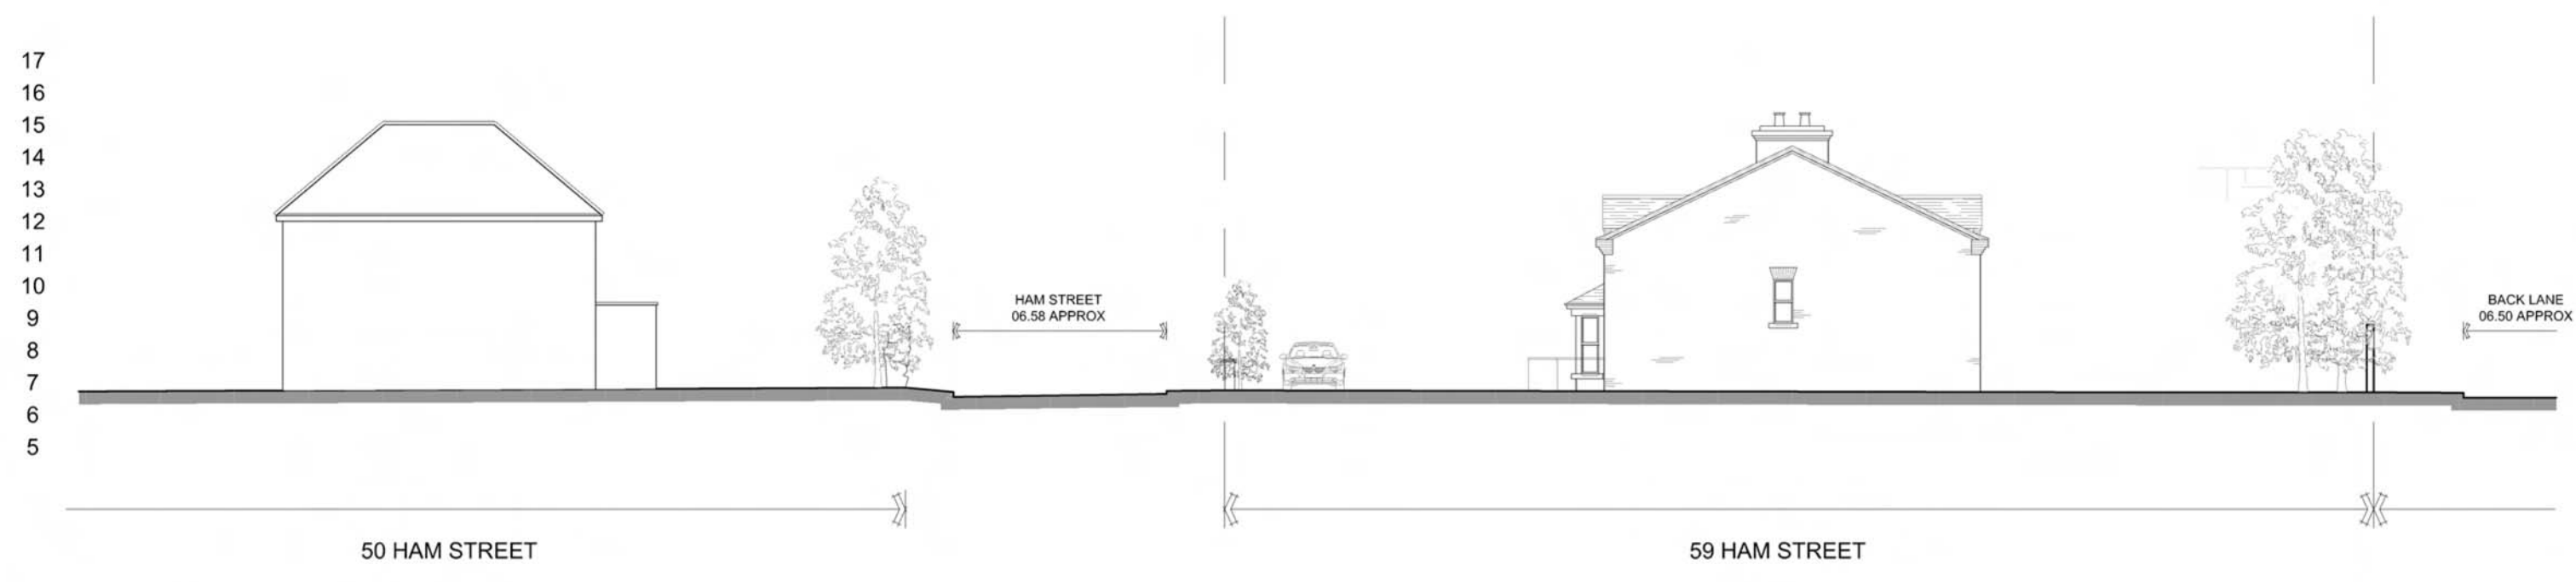 17
16
15
14
13
12
11
10
9
8
7
6
5
HAM STREET
06.58 APPROX
BACK LANE
06.50 APPROX
50 HAM STREET
59 HAM STREET